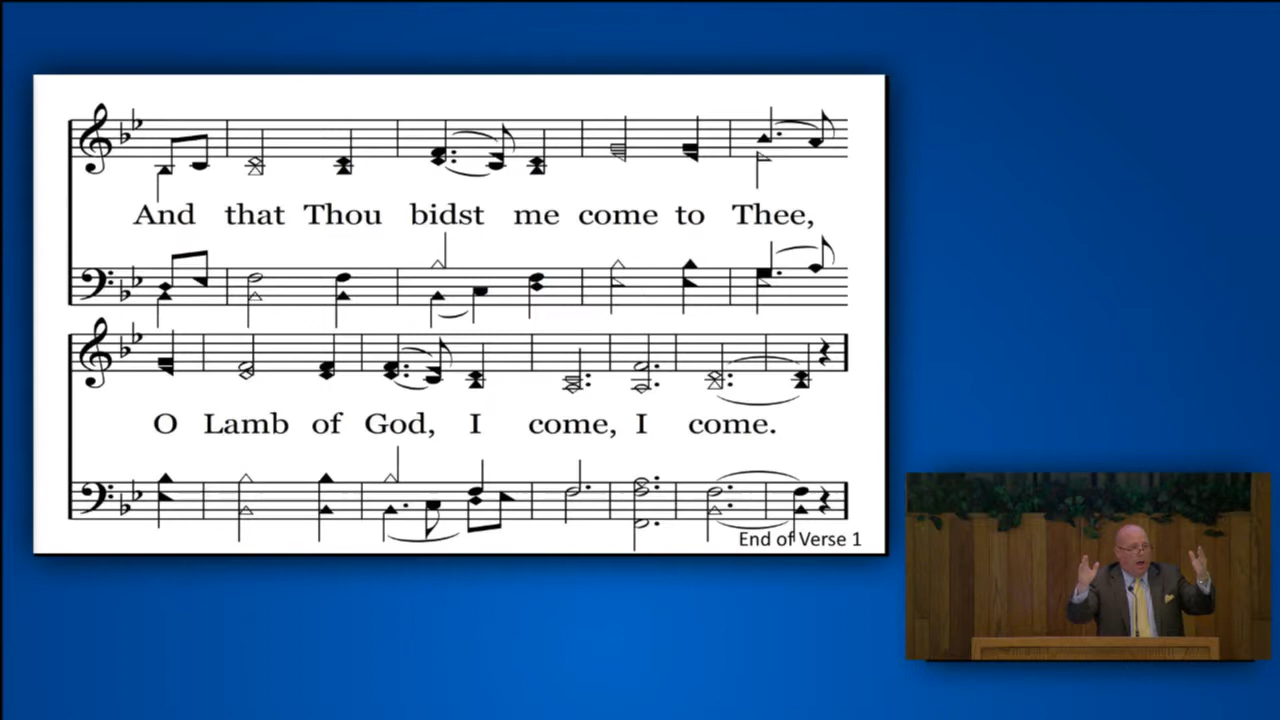 And that Thou bidst me come to Thee,
O Lamb of God, I come, I come.
End of Verse 1